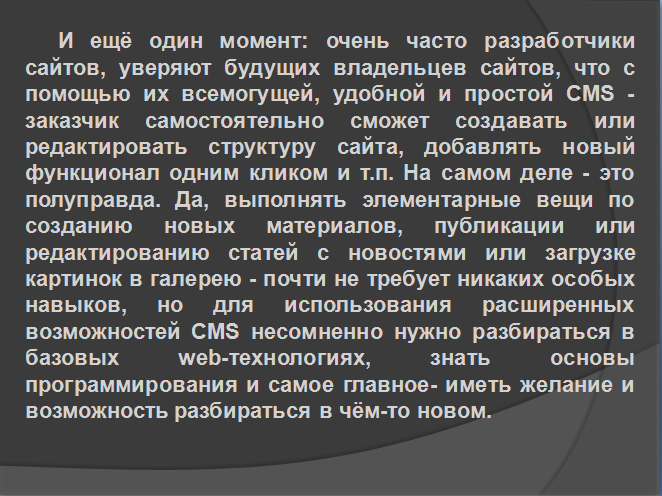 И ещё один момент: очень часто разработчики
сайтов, уверяют будущих владельцев сайтов, что с
помощью их всемогущей, удобной и простой CMS -
заказчик самостоятельно сможет создавать или
редактировать структуру сайта, добавлять новый
функционал одним кликом и т.п. На самом деле - это
полуправда. Да, выполнять элементарные вещи по
созданию новых материалов, публикации или
редактированию статей с новостями или загрузке
картинок в галерею - почти не требует никаких особых
навыков, но для использования расширенных
возможностей CMS несомненно нужно разбираться в
базовых web-технологиях, знать основы
программирования и самое главное- иметь желание и
возможность разбираться в чём-то новом.